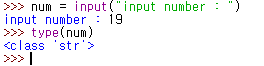 >>> num = input("input number : ")
input number : 19
>>> type(num)
<class 'str'>
>>>